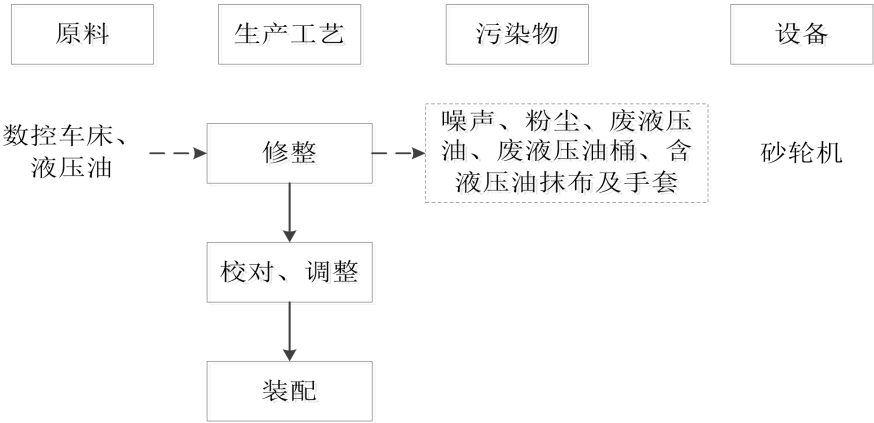 原料
生产工艺
污染物
设备
数控车床、
液压油
修整
噪声、粉尘、废液压
油、废液压油桶、含
液压油抹布及手套
砂轮机
校对、调整
装配